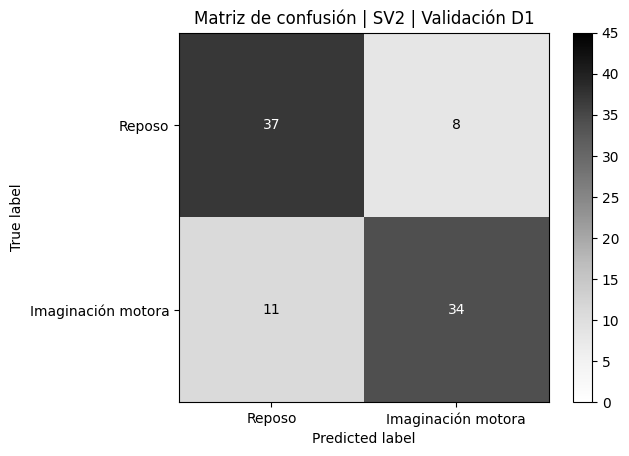 Matriz de confusión | SV2 | Validación D1
True label
Reposo
37
8
Imaginación motora
11
34
Reposo
Imaginación motora
Predicted label
45
40
35
30
25
20
15
10
5
0